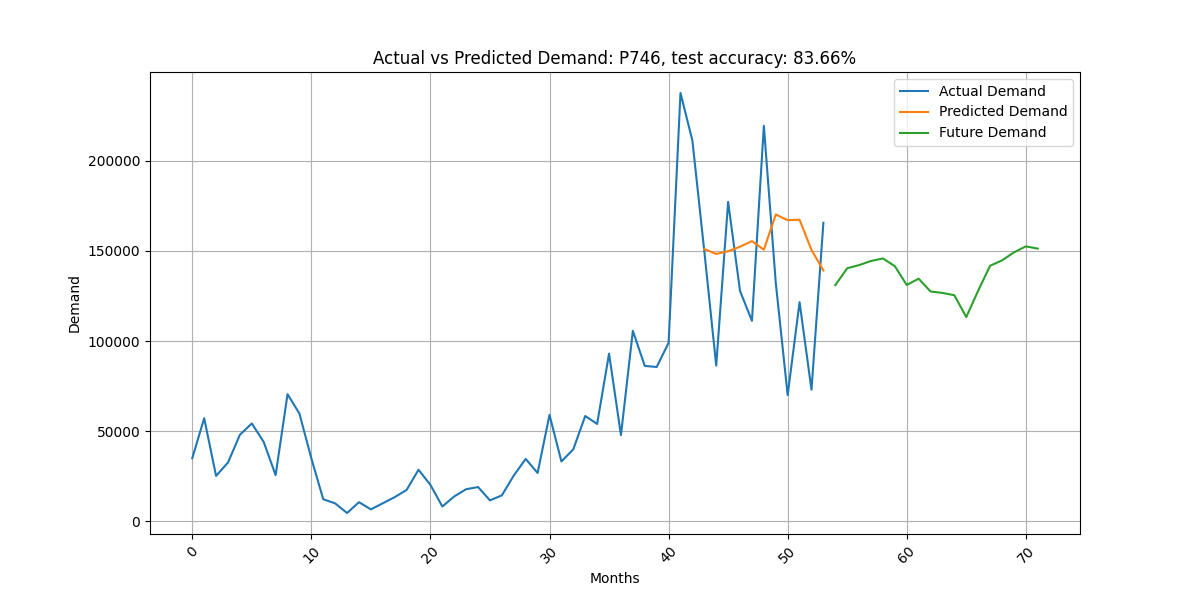 Actual vs Predicted Demand: P746, test accuracy: 83.66%
Actual Demand
Predicted Demand
Future Demand
Demand
200000
150000
100000
50000
0
0 10 20 30 40 50 60 70
Months